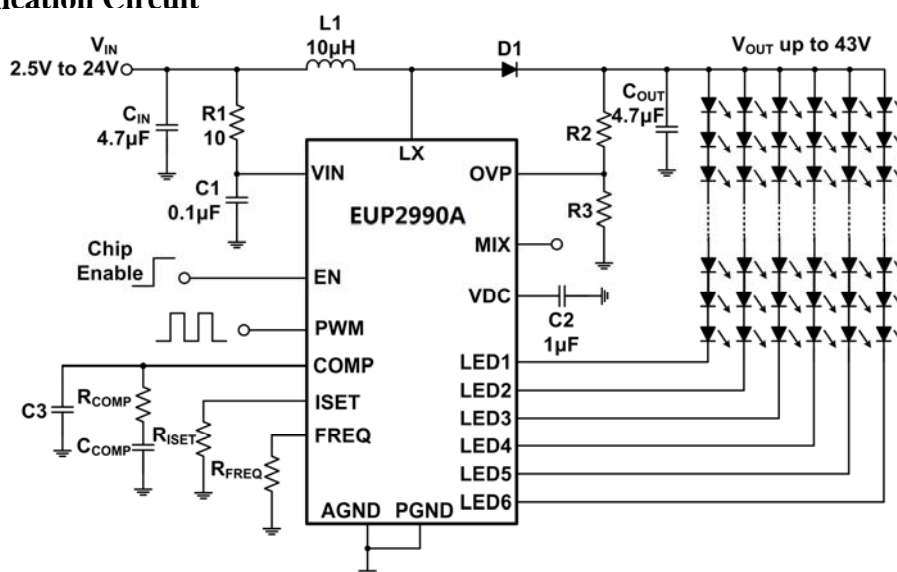 ication Circuit
L1
10µH
D1
VIN
2.5V to 24V
VOUT up to 43V
CIN
4.7µF
R1
10
COUT
4.7µF
R2
LX
VIN
OVP
C1
0.1µF
EUP2990A
R3
MIX
Chip
Enable
EN
VDC
C2
1µF
PWM
COMP
LED1
RCOMP
C3
ISET
LED2
LED3
CCOMP
RISET
FREQ
LED4
RFREQ
LED5
LED6
AGND
PGND